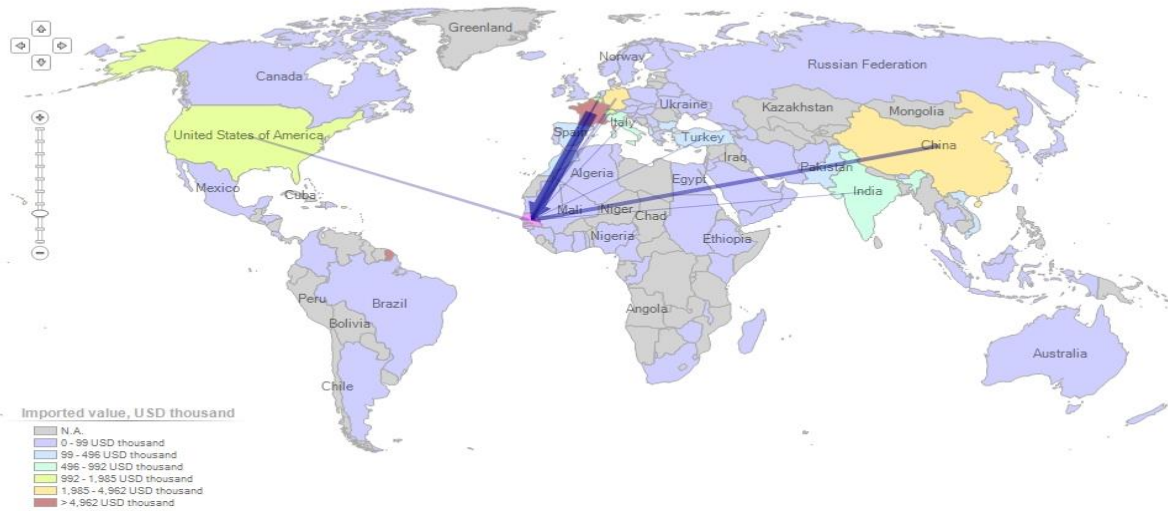 Greenland
Norway
Russian Federation
Canada
Ukraine
Kazakhstan
Mongolia
United States of America
Spain
Italy
Turkey
China
Iraq
Pakistan
Mexico
Cuba
Algeria
Egypt
India
Mali
Niger
Chad
Nigeria
Ethiopia
Peru
Brazil
Angola
Bolivia
Australia
Chile
Imported value, USD thousand
N.A.
0 - 99 USD thousand
99 - 496 USD thousand
496 - 992 USD thousand
992 - 1,985 USD thousand
1,985 - 4,962 USD thousand
> 4,962 USD thousand